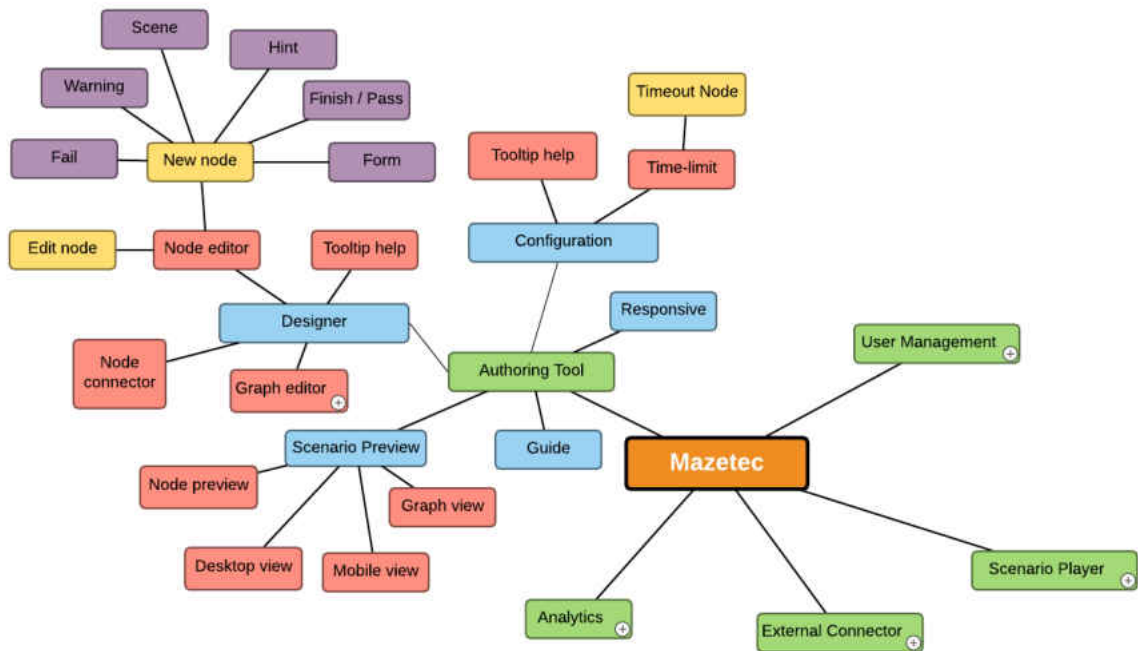 Scene
Hint
Warning
Timeout Node
Finish / Pass
Fail
New node
Form
Tooltip help
Time-limit
Edit node
Node editor
Tooltip help
Configuration
Designer
Responsive
User Management
Node
connector
Graph editor
Authoring Tool
Scenario Preview
Guide
Mazetec
Node preview
Graph view
Desktop view
Mobile view
Scenario Player
Analytics
External Connector